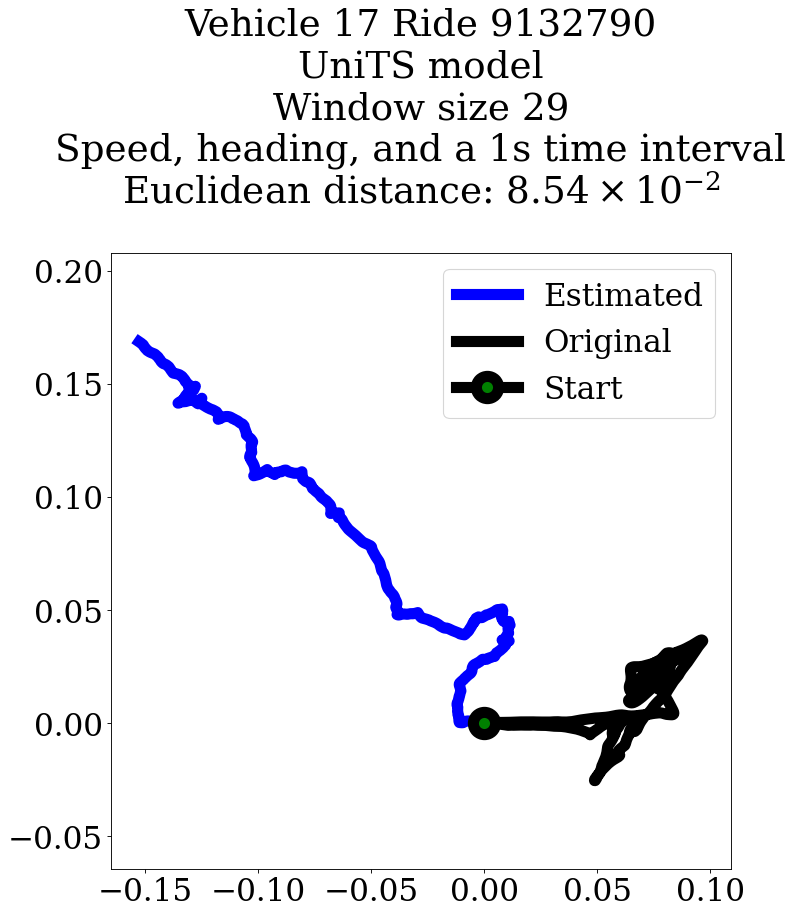 Vehicle 17 Ride 9132790
UniTS model
Window size 29
Speed, heading, and a 1s time interval
Euclidean distance: 8.54 × 10⁻²
Estimated
Original
Start
0.20
0.15
0.10
0.05
0.00
−0.05
−0.15 −0.10 −0.05 0.00 0.05 0.10